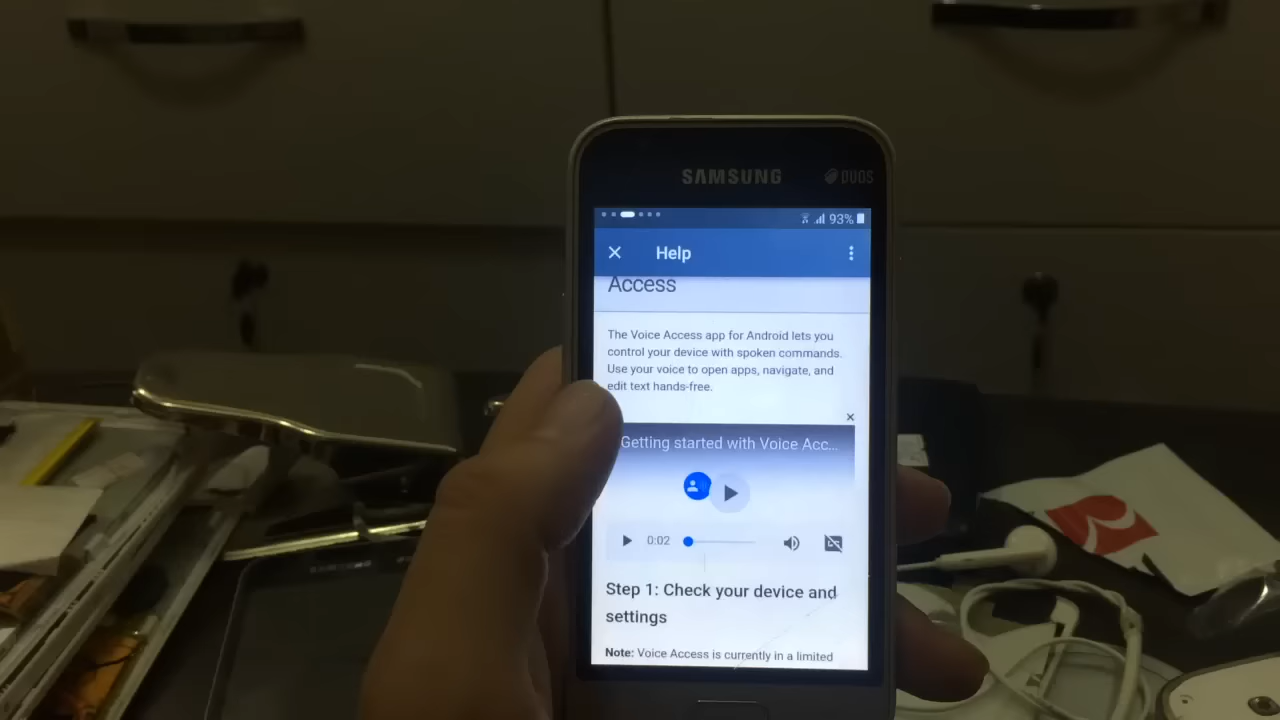 SAMSUNG DUOS
93%
Help
Access
The Voice Access app for Android lets you
control your device with spoken commands.
Use your voice to open apps, navigate, and
edit text hands-free.
Getting started with Voice Acc...
0:02
Step 1: Check your device and
settings
Note: Voice Access is currently in a limited
SAMSUNG